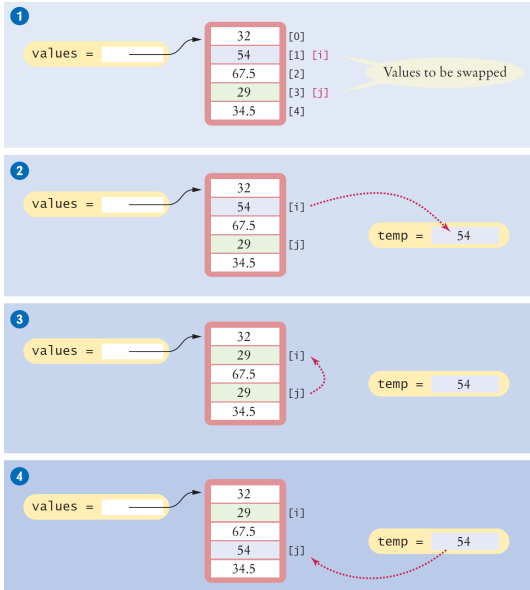 1
32 [0]
values =
54 [1] [i]
67.5 [2]
Values to be swapped
29 [3] [j]
34.5 [4]
2
32
values =
54 [i]
67.5
temp = 54
29 [j]
34.5
3
32
values =
29 [i]
67.5
29 [j]
temp = 54
34.5
4
32
values =
29 [i]
67.5
temp = 54
54 [j]
34.5